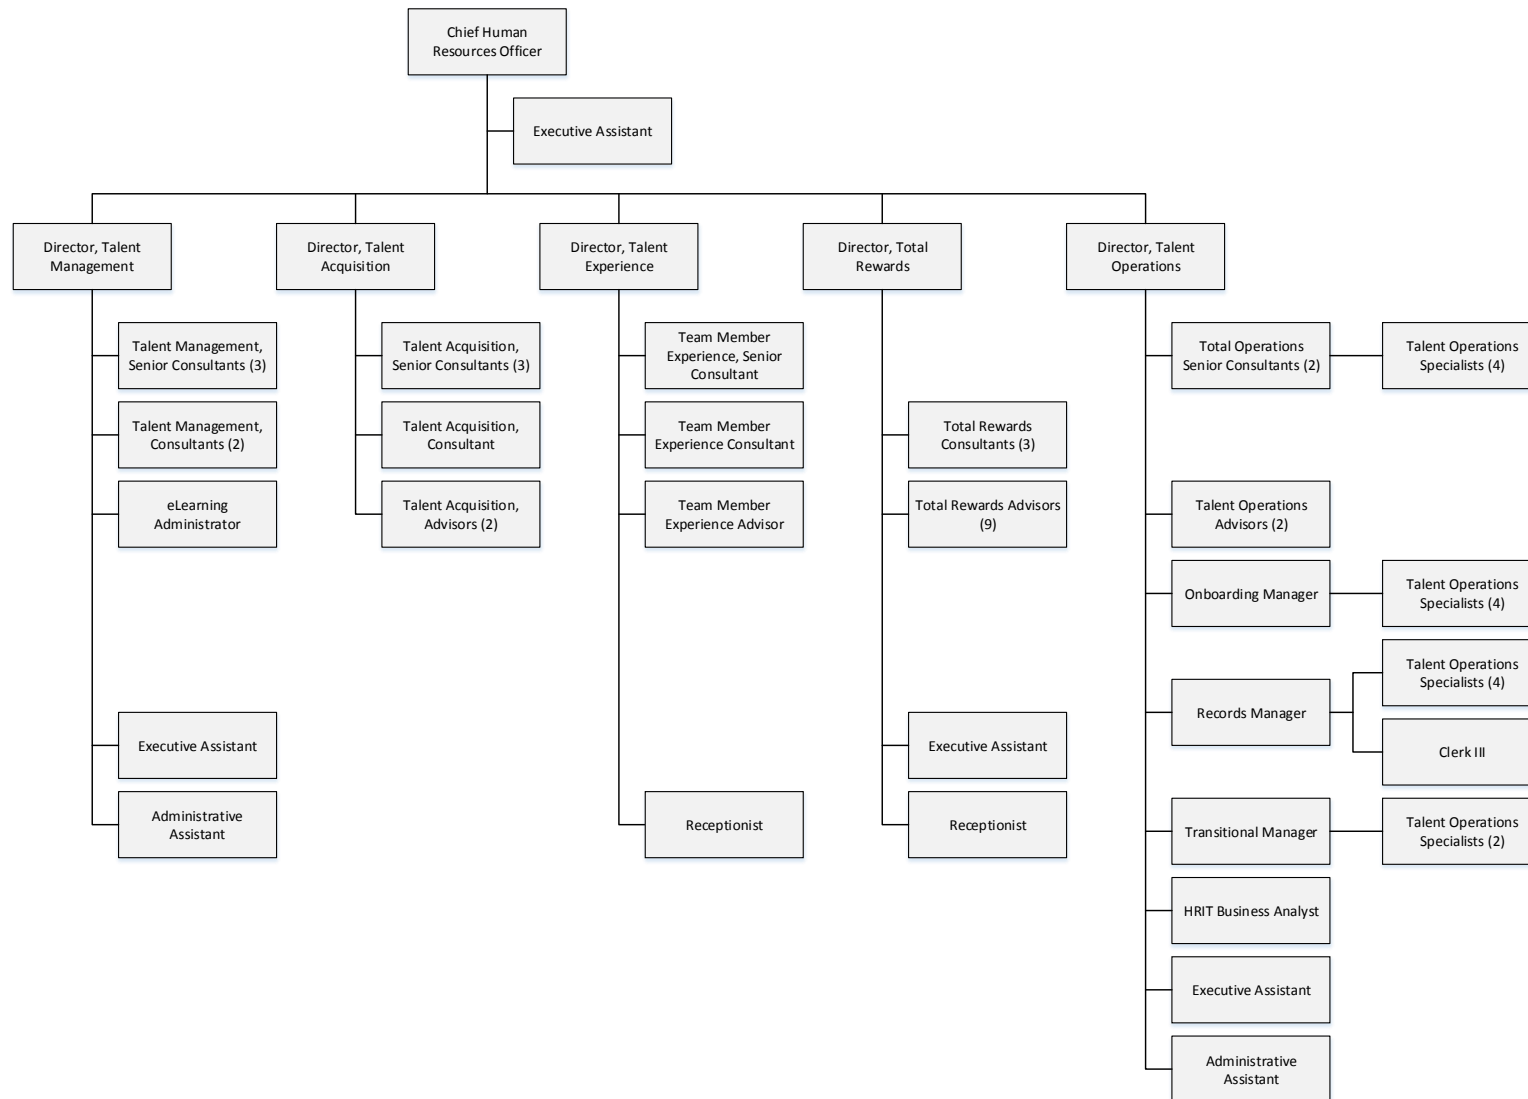 Chief Human
Resources Officer
Executive Assistant
Director, Talent
Management
Director, Talent
Acquisition
Director, Talent
Experience
Director, Total
Rewards
Director, Talent
Operations
Talent Management,
Senior Consultants (3)
Talent Management,
Consultants (2)
eLearning
Administrator
Executive Assistant
Administrative
Assistant
Talent Acquisition,
Senior Consultants (3)
Talent Acquisition,
Consultant
Talent Acquisition,
Advisors (2)
Team Member
Experience, Senior
Consultant
Team Member
Experience Consultant
Team Member
Experience Advisor
Receptionist
Total Rewards
Consultants (3)
Total Rewards Advisors
(9)
Executive Assistant
Receptionist
Total Operations
Senior Consultants (2)
Talent Operations
Specialists (4)
Talent Operations
Advisors (2)
Onboarding Manager
Talent Operations
Specialists (4)
Records Manager
Talent Operations
Specialists (4)
Clerk III
Transitional Manager
Talent Operations
Specialists (2)
HRIT Business Analyst
Executive Assistant
Administrative
Assistant